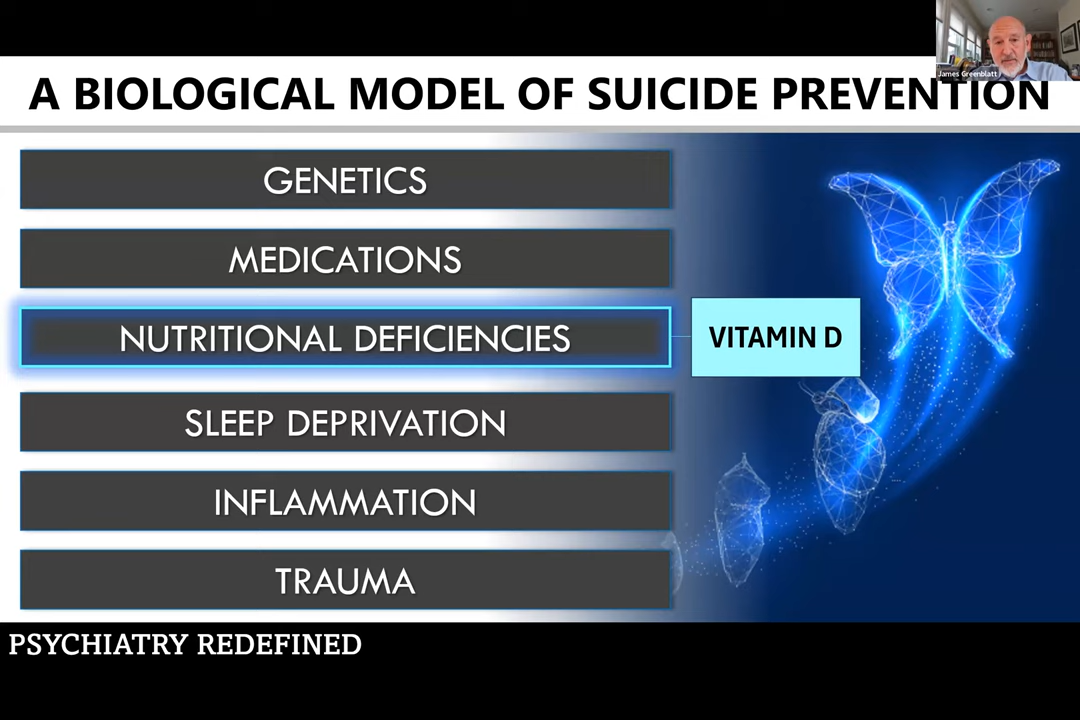 James Greenblatt
A BIOLOGICAL MODEL OF SUICIDE PREVENTION
GENETICS
MEDICATIONS
NUTRITIONAL DEFICIENCIES
VITAMIN D
SLEEP DEPRIVATION
INFLAMMATION
TRAUMA
PSYCHIATRY REDEFINED